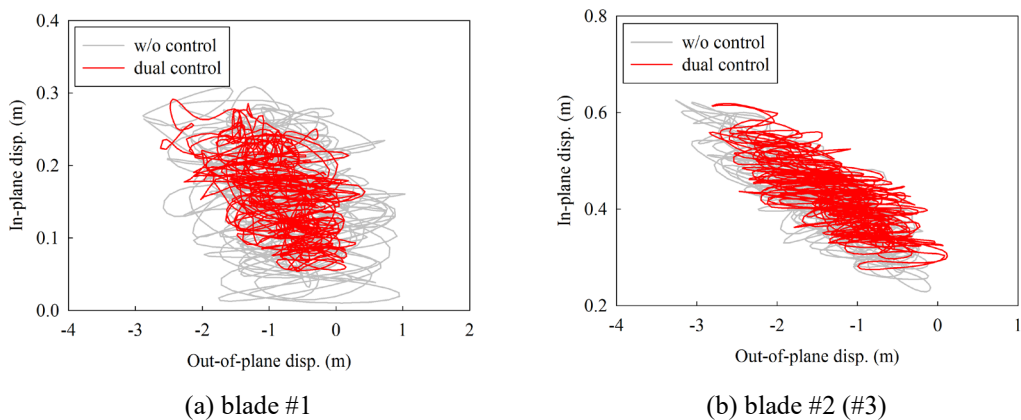 0.4
w/o control
dual control
0.3
0.2
0.1
0.0
In-plane disp. (m)
-4 -3 -2 -1 0 1 2
Out-of-plane disp. (m)
(a) blade #1
0.8
w/o control
dual control
0.6
0.4
0.2
In-plane disp. (m)
-4 -3 -2 -1 0 1
Out-of-plane disp. (m)
(b) blade #2 (#3)